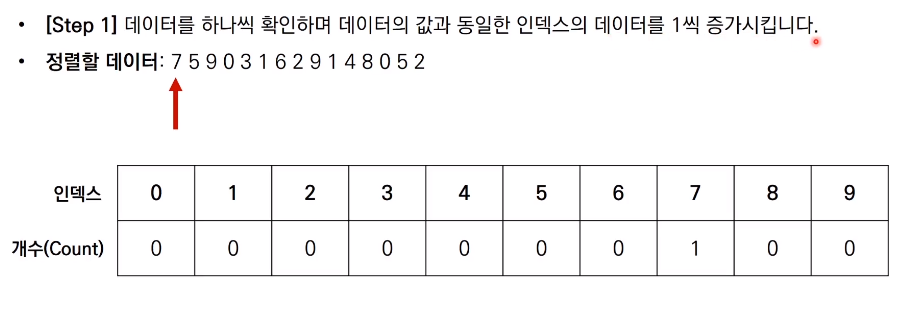 • [Step 1] 데이터를 하나씩 확인하며 데이터의 값과 동일한 인덱스의 데이터를 1씩 증가시킵니다.
• 정렬할 데이터: 7 5 9 0 3 1 6 2 9 1 4 8 0 5 2
인덱스 0 1 2 3 4 5 6 7 8 9
개수(Count) 0 0 0 0 0 0 0 1 0 0